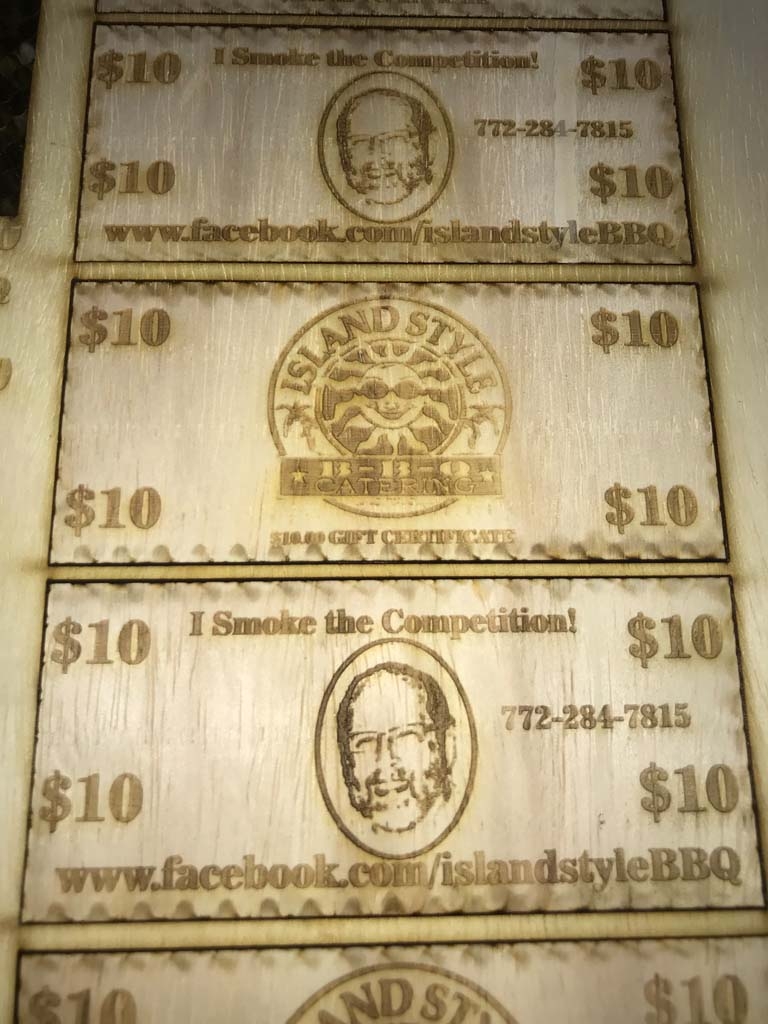 $10 I Smoke the Competition! $10
772-284-7815
$10 $10
www.facebook.com/islandstyleBBQ
$10 ISLAND STYLE $10
B-B-Q
CATERING
$10 $10
$10.00 GIFT CERTIFICATE
$10 I Smoke the Competition! $10
772-284-7815
$10 $10
www.facebook.com/islandstyleBBQ
$10 AND ST $10